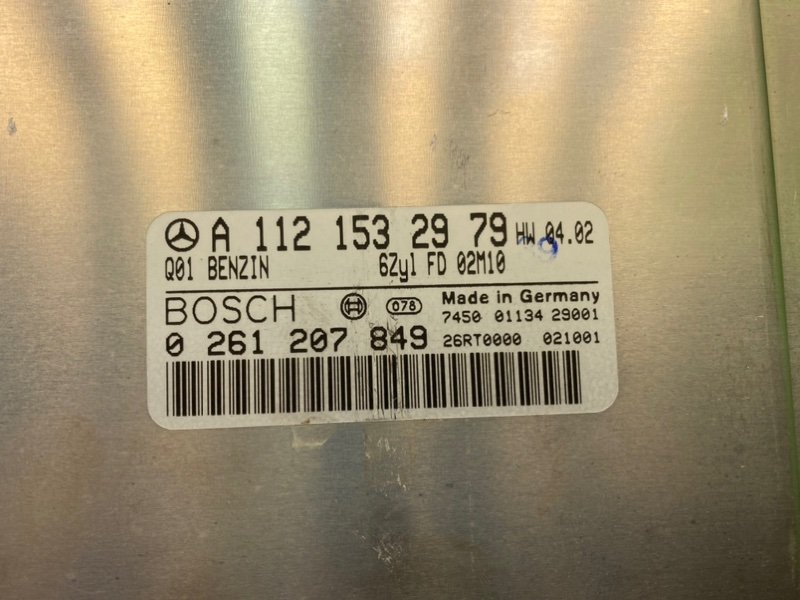 A 112 153 29 79 HW 04.02
Q01 BENZIN 6Zyl FD 02M10
BOSCH 078 Made in Germany
7450 01134 29001
0 261 207 849 26RT0000 021001